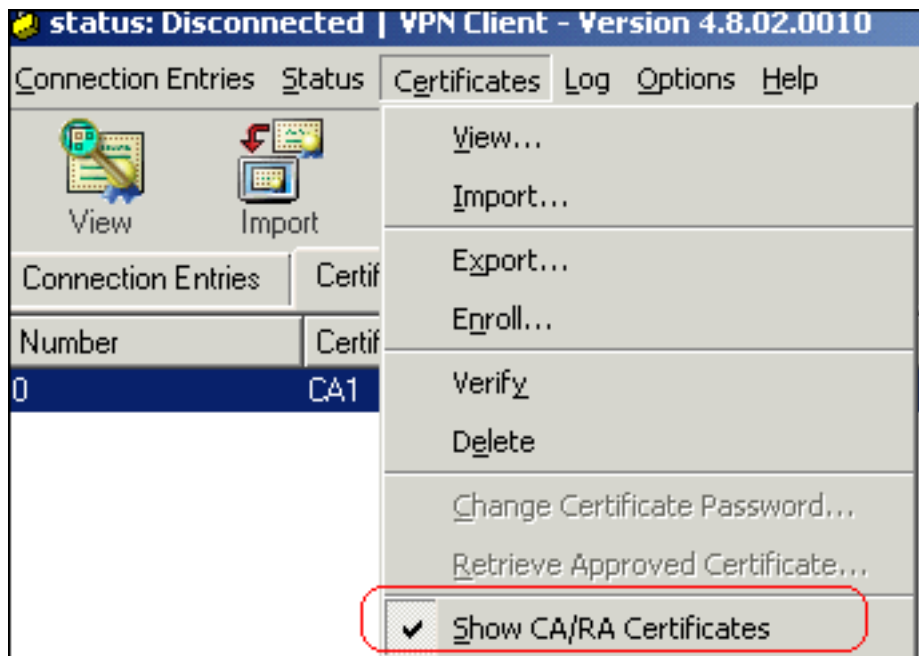 status: Disconnected | VPN Client - Version 4.8.02.0010
Connection Entries Status Certificates Log Options Help
View Import
Connection Entries Certif
Number Certif
0 CA1
View...
Import...
Export...
Enroll...
Verify
Delete
Change Certificate Password...
Retrieve Approved Certificate...
Show CA/RA Certificates